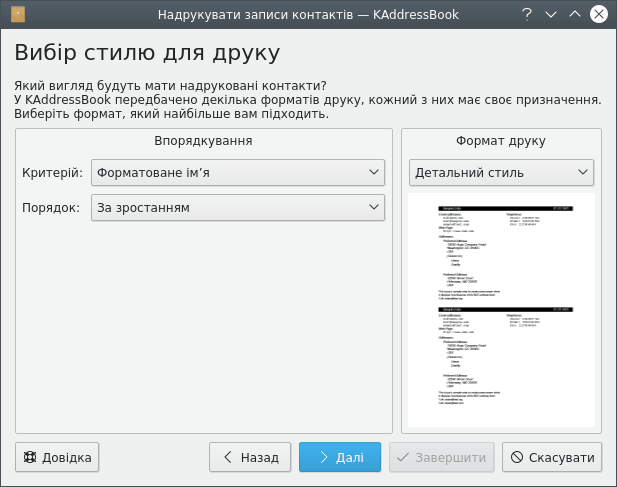 Надрукувати записи контактів — KAddressBook
Вибір стилю для друку
Який вигляд будуть мати надруковані контакти?
У KAddressBook передбачено декілька форматів друку, кожний з них має своє призначення.
Виберіть формат, який найбільше вам підходить.
Впорядкування
Формат друку
Критерій: Форматоване ім’я
Детальний стиль
Порядок: За зростанням
Довідка
Назад
Далі
Завершити
Скасувати